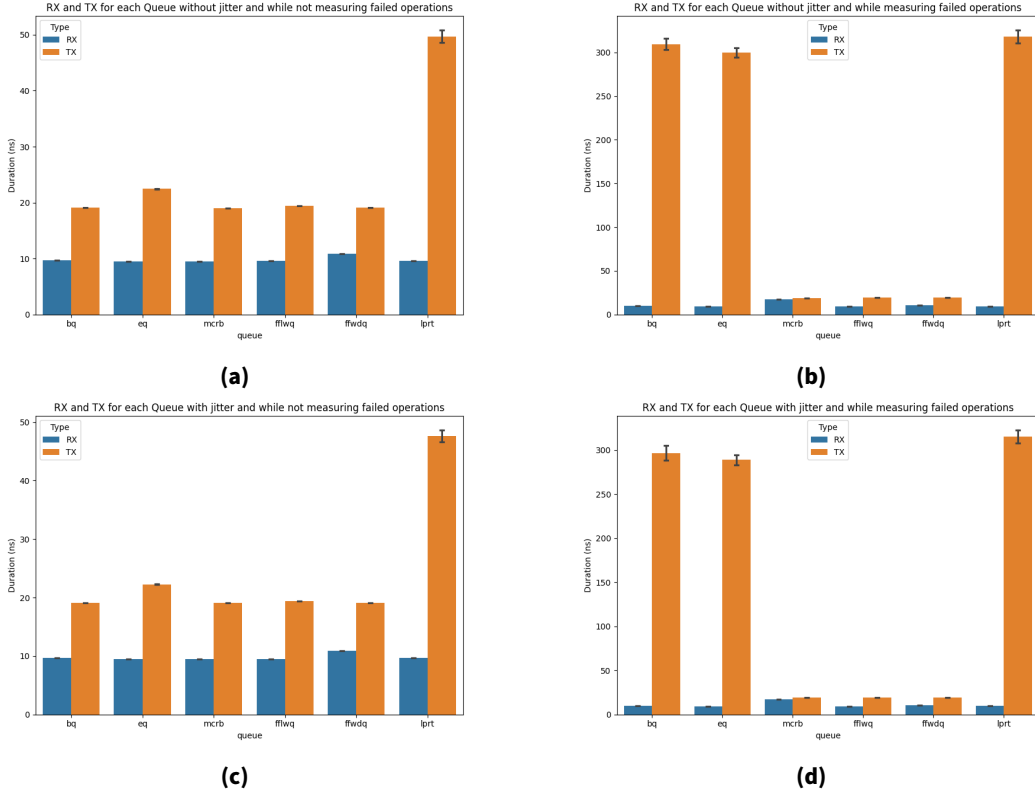 RX and TX for each Queue without jitter and while not measuring failed operations
Type
RX
TX
Duration (ns)
50
40
30
20
10
0
bq eq mcrb fflwq ffwdq lprt
queue
(a)
RX and TX for each Queue without jitter and while measuring failed operations
Type
RX
TX
Duration (ns)
300
250
200
150
100
50
0
bq eq mcrb fflwq ffwdq lprt
queue
(b)
RX and TX for each Queue with jitter and while not measuring failed operations
Type
RX
TX
Duration (ns)
50
40
30
20
10
0
bq eq mcrb fflwq ffwdq lprt
queue
(c)
RX and TX for each Queue with jitter and while measuring failed operations
Type
RX
TX
Duration (ns)
300
250
200
150
100
50
0
bq eq mcrb fflwq ffwdq lprt
queue
(d)